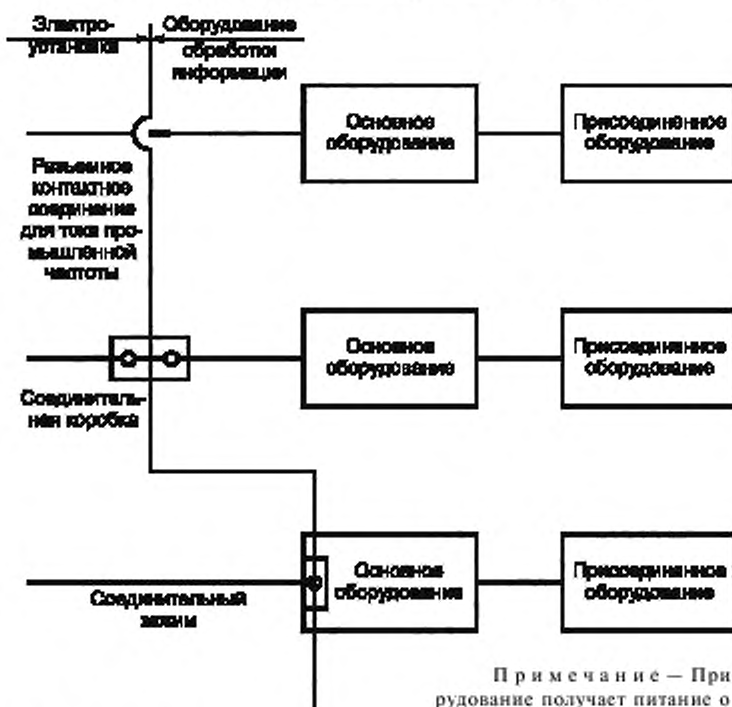 Электро-
установка
Оборудование
обработки
информации
Основное
оборудование
Присоединенное
оборудование
Разъемное
контактное
соединение
для тока про-
мышленной
частоты
Основное
оборудование
Присоединенное
оборудование
Соединитель-
ная коробка
Основное
оборудование
Присоединенное
оборудование
Соединительный
зажим
Примечание — При
рудование получает питание о